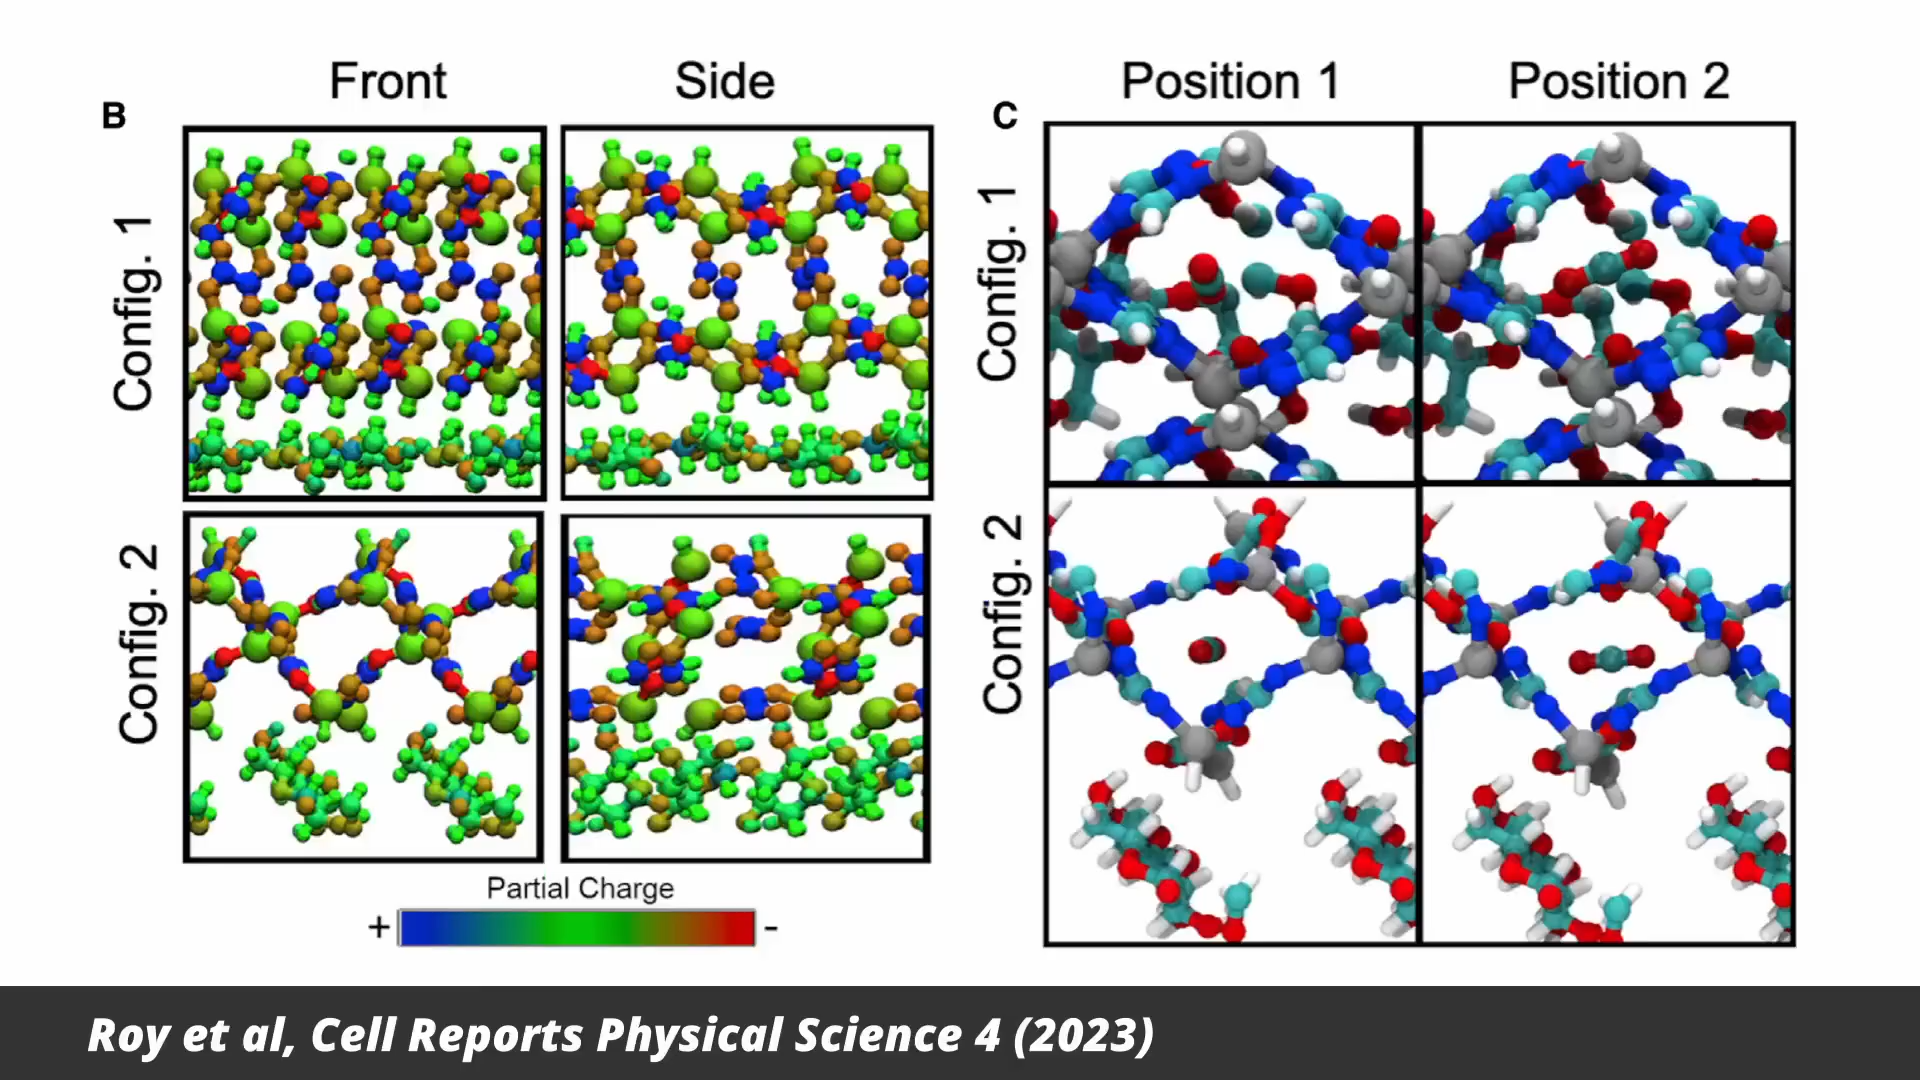 Front
Side
Position 1
Position 2
B
C
Config. 1
Config. 1
Config. 2
Config. 2
Partial Charge
+
-
Roy et al, Cell Reports Physical Science 4 (2023)